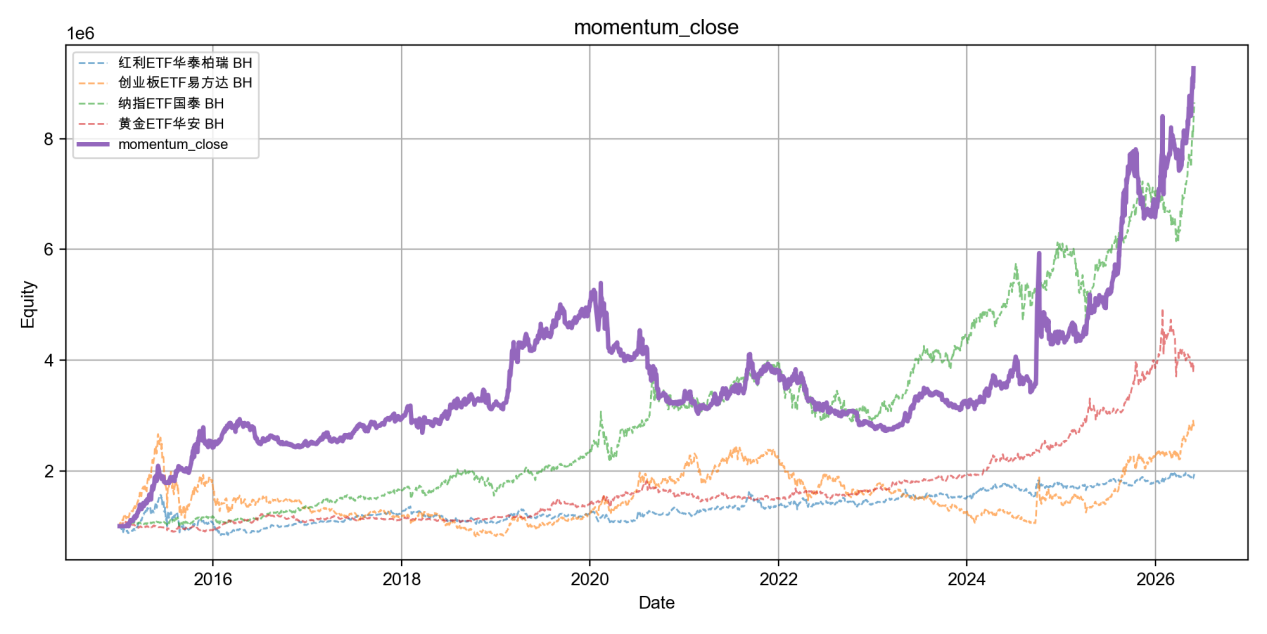 momentum_close
1e6
红利ETF华泰柏瑞 BH
创业板ETF易方达 BH
纳指ETF国泰 BH
黄金ETF华安 BH
momentum_close
8
6
4
2
Equity
2016
2018
2020
2022
2024
2026
Date